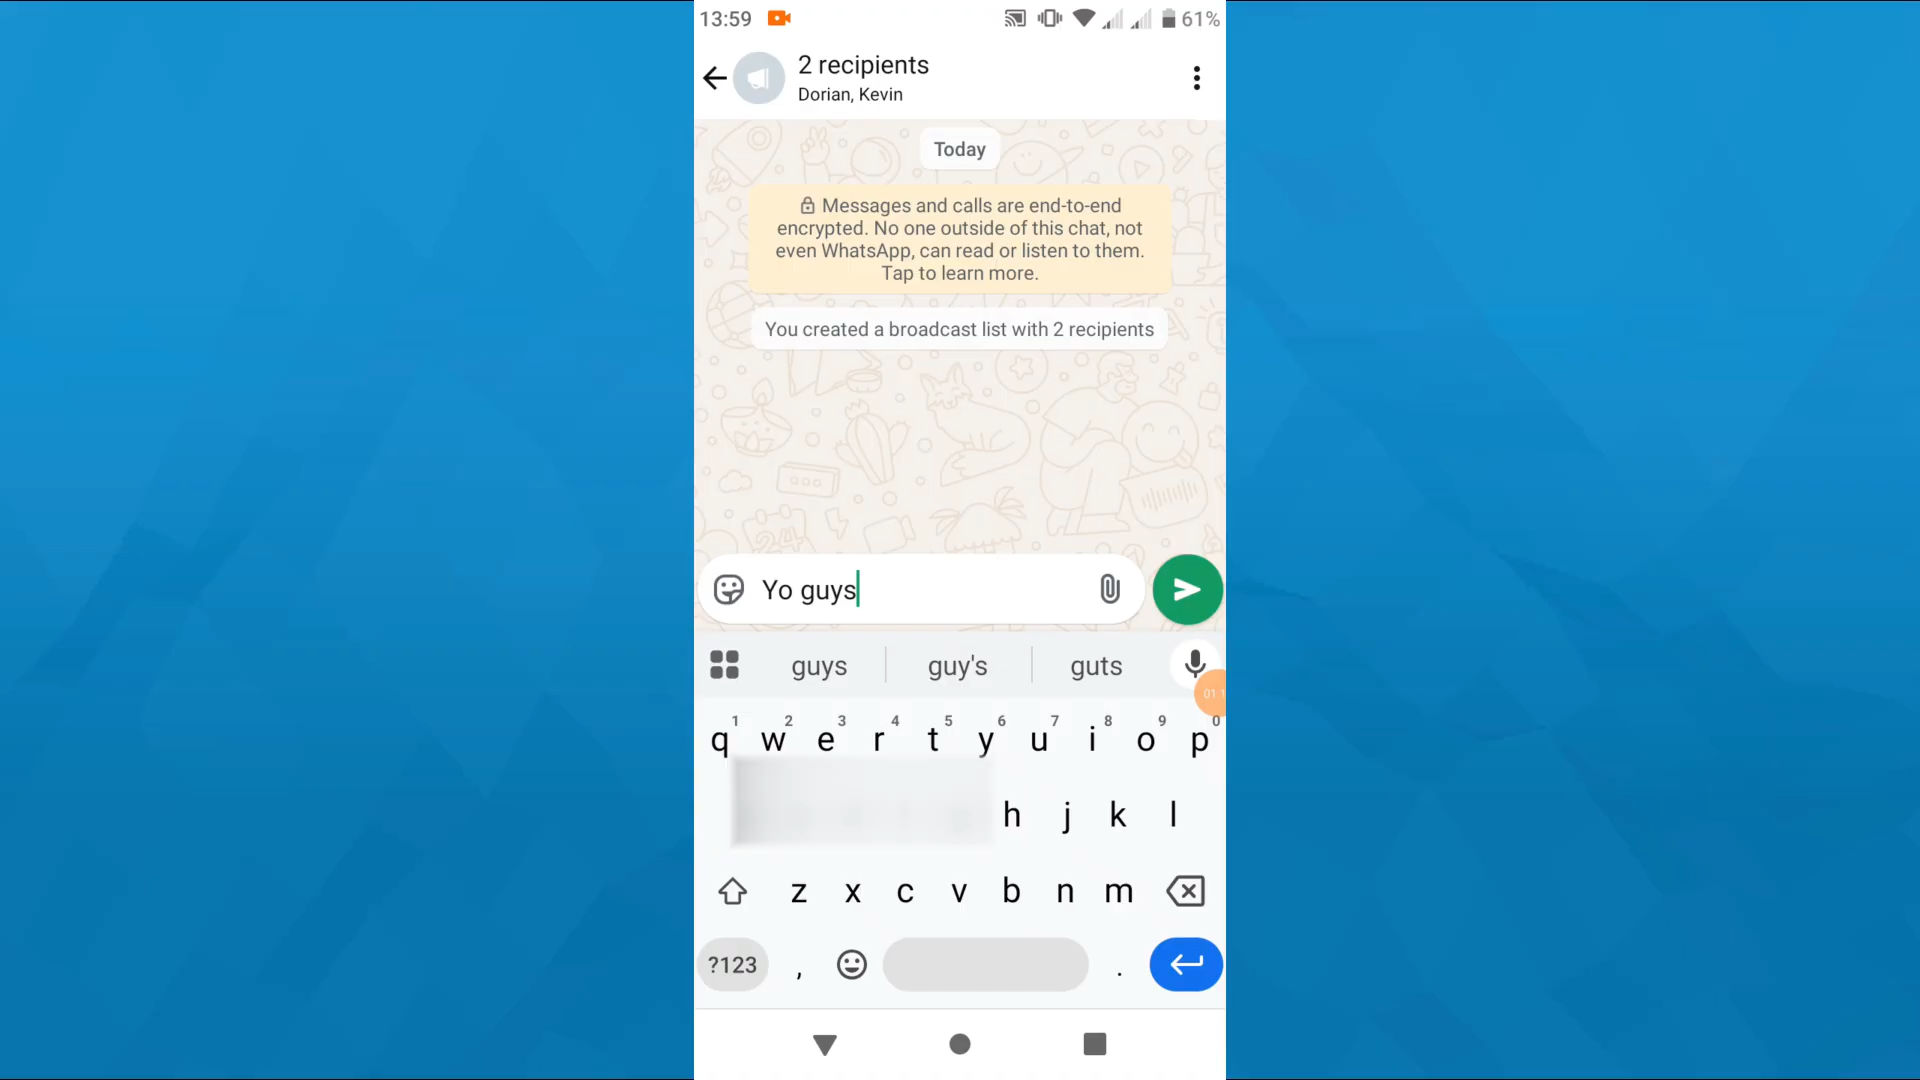 13:59
61%
2 recipients
Dorian, Kevin
Today
Messages and calls are end-to-end
encrypted. No one outside of this chat, not
even WhatsApp, can read or listen to them.
Tap to learn more.
You created a broadcast list with 2 recipients
Yo guys
guys guy's guts
1 2 3 4 5 6 7 8 9 0
q w e r t y u i o p
h j k l
z x c v b n m
?123 , .